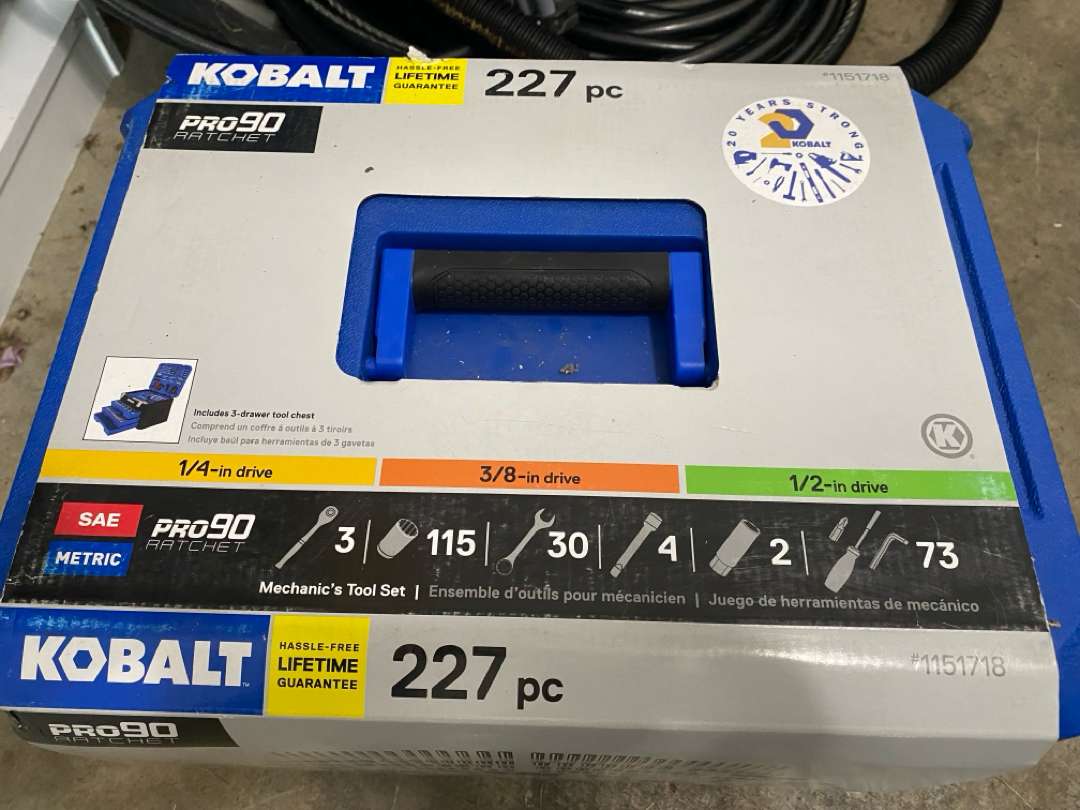 KOBALT
HASSLE-FREE
LIFETIME
GUARANTEE
227 pc
#1151718
PRO90
RATCHET
20 YEARS STRONG
20
KOBALT
Includes 3-drawer tool chest
Comprend un coffre à outils à 3 tiroirs
Incluye baúl para herramientas de 3 gavetas
K
1/4-in drive
3/8-in drive
1/2-in drive
SAE
METRIC
PRO90
RATCHET
3 | 115 | 30 | 4 | 2 | 73
Mechanic's Tool Set | Ensemble d'outils pour mécanicien | Juego de herramientas de mecánico
KOBALT™
HASSLE-FREE
LIFETIME
GUARANTEE
227 pc
#1151718
PRO90
RATCHET